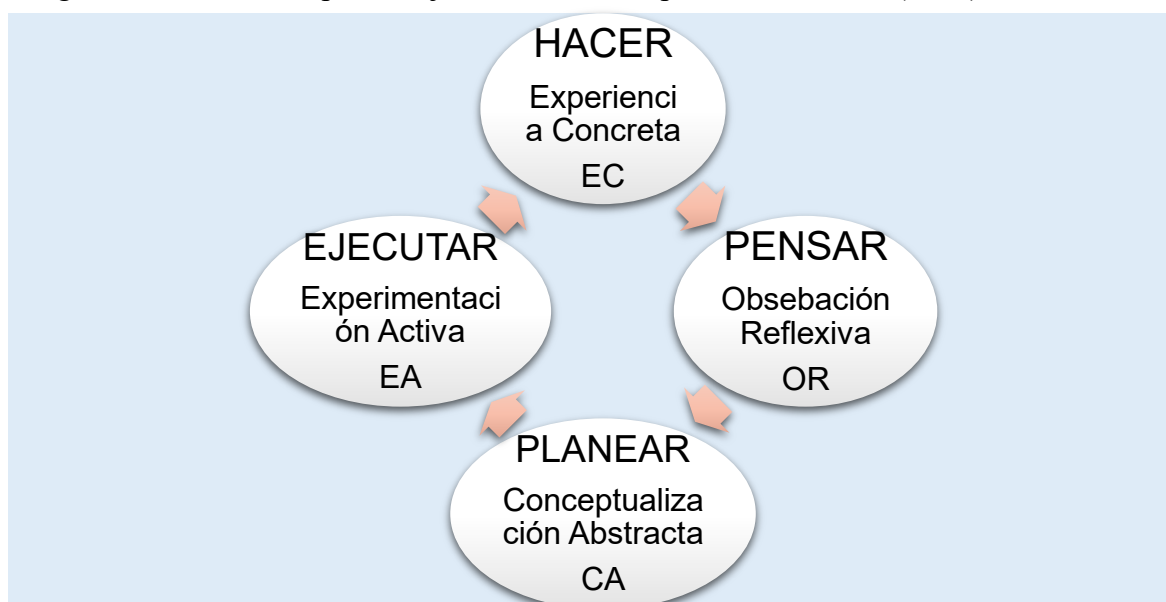 HACER
Experienci
a Concreta
EC
EJECUTAR
Experimentaci
ón Activa
EA
PENSAR
Obsebación
Reflexiva
OR
PLANEAR
Conceptualiza
ción Abstracta
CA